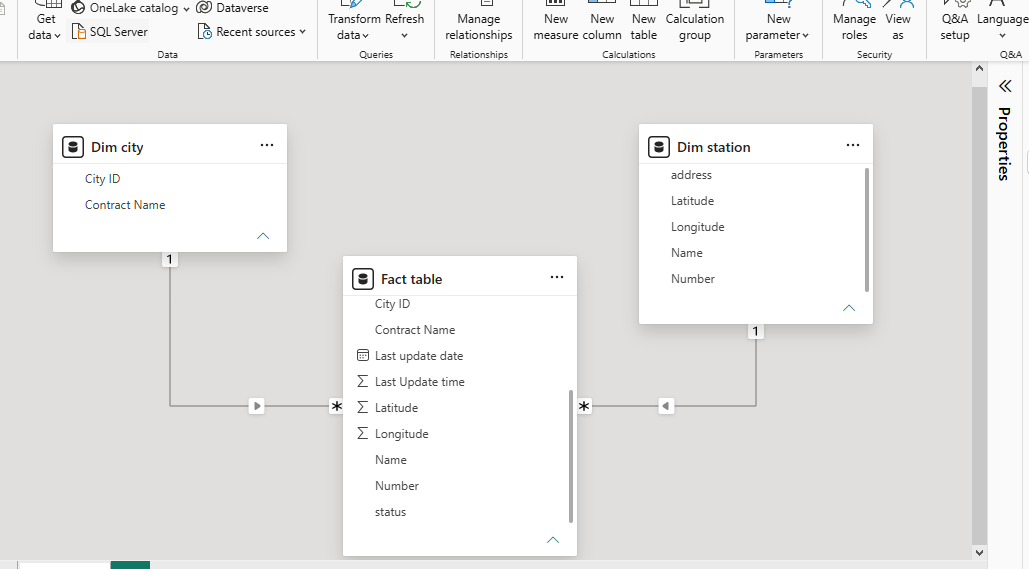 OneLake catalog
Dataverse
Get data
SQL Server
Recent sources
Transform data
Refresh
Manage relationships
New measure
New column
New table
Calculation group
New parameter
Manage roles
View as
Q&A setup
Language
Data
Queries
Relationships
Calculations
Parameters
Security
Q&A
Properties
Dim city
...
City ID
Contract Name
1
Dim station
...
address
Latitude
Longitude
Name
Number
1
Fact table
...
City ID
Contract Name
Last update date
Σ Last Update time
Σ Latitude
Σ Longitude
Name
Number
status
*
*